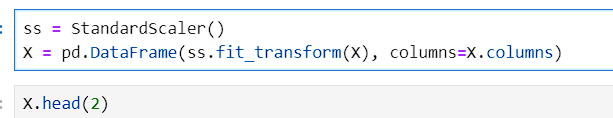 ss = StandardScaler()
X = pd.DataFrame(ss.fit_transform(X), columns=X.columns)
X.head(2)